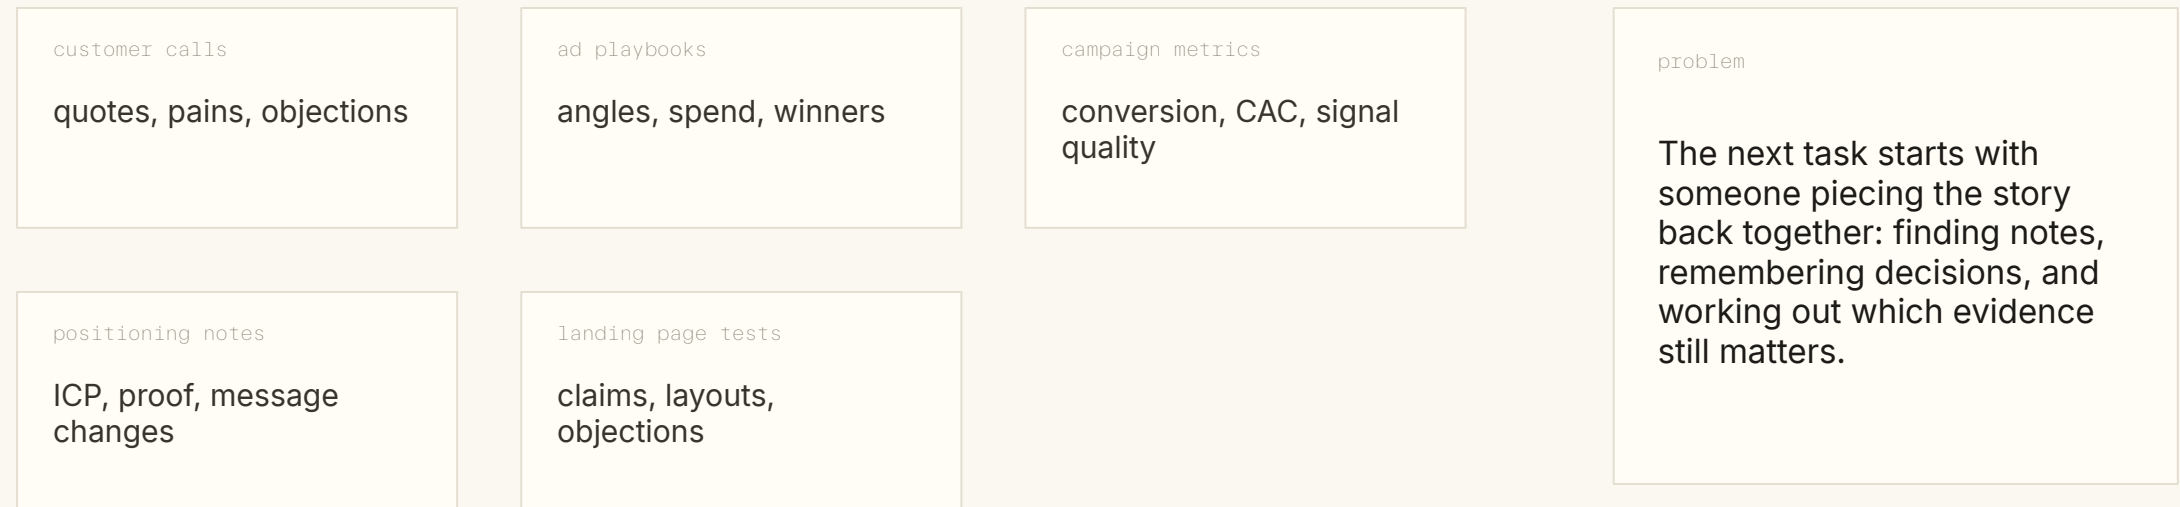 customer calls
quotes, pains, objections
ad playbooks
angles, spend, winners
campaign metrics
conversion, CAC, signal
quality
positioning notes
ICP, proof, message
changes
landing page tests
claims, layouts,
objections
problem
The next task starts with
someone piecing the story
back together: finding notes,
remembering decisions, and
working out which evidence
still matters.